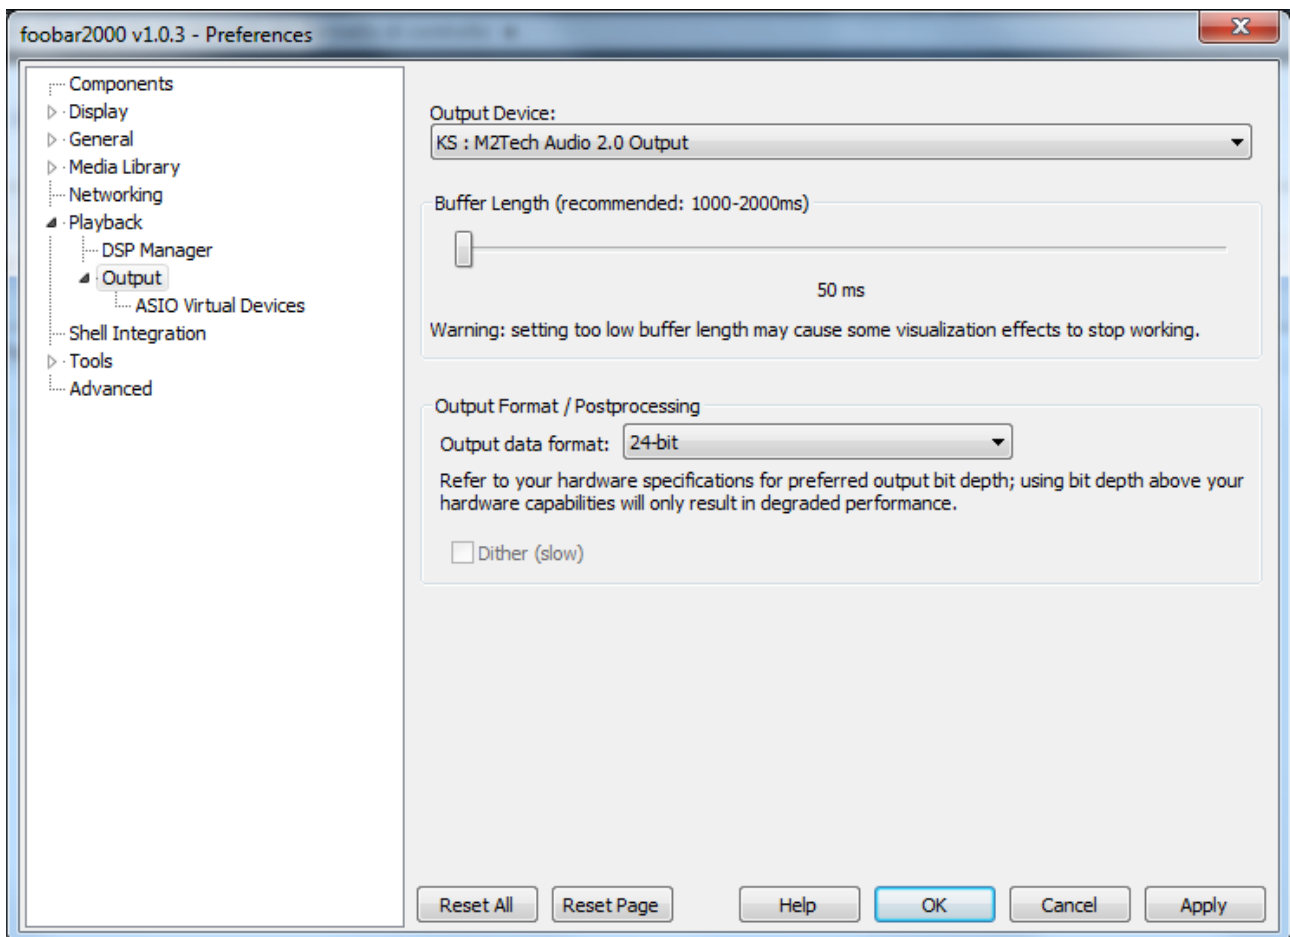 foobar2000 v1.0.3 - Preferences
Components
Display
General
Media Library
Networking
Playback
DSP Manager
Output
ASIO Virtual Devices
Shell Integration
Tools
Advanced
Output Device:
KS : M2Tech Audio 2.0 Output
Buffer Length (recommended: 1000-2000ms)
50 ms
Warning: setting too low buffer length may cause some visualization effects to stop working.
Output Format / Postprocessing
Output data format: 24-bit
Refer to your hardware specifications for preferred output bit depth; using bit depth above your
hardware capabilities will only result in degraded performance.
Dither (slow)
Reset All Reset Page Help OK Cancel Apply